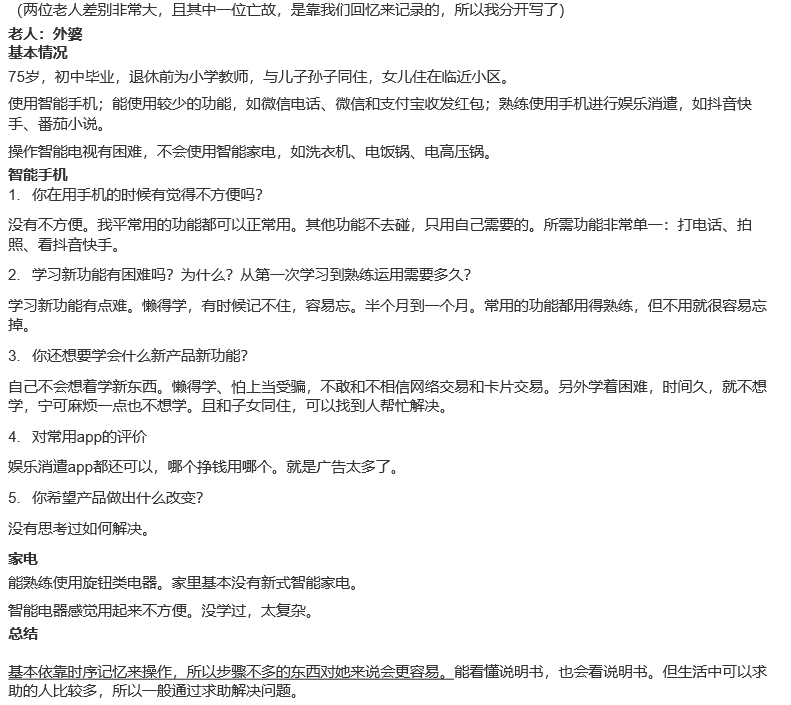 （两位老人差别非常大，且其中一位亡故，是靠我们回忆来记录的，所以我分开写了）
老人：外婆
基本情况
75岁，初中毕业，退休前为小学教师，与儿子孙子同住，女儿住在临近小区。
使用智能手机；能使用较少的功能，如微信电话、微信和支付宝收发红包；熟练使用手机进行娱乐消遣，如抖音快
手、番茄小说。
操作智能电视有困难，不会使用智能家电，如洗衣机、电饭锅、电高压锅。
智能手机
1. 你在用手机的时候有觉得不方便吗？
没有不方便。我平常用的功能都可以正常用。其他功能不去碰，只用自己需要的。所需功能非常单一：打电话、拍
照、看抖音快手。
2. 学习新功能有困难吗？为什么？从第一次学习到熟练运用需要多久？
学习新功能有点难。懒得学，有时候记不住，容易忘。半个月到一个月。常用的功能都用得熟练，但不用就很容易忘
掉。
3. 你还想要学会什么新产品新功能？
自己不会想着学新东西。懒得学、怕上当受骗，不敢和不相信网络交易和卡片交易。另外学着困难，时间久，就不想
学，宁可麻烦一点也不想学。且和子女同住，可以找到人帮忙解决。
4. 对常用app的评价
娱乐消遣app都还可以，哪个挣钱用哪个。就是广告太多了。
5. 你希望产品做出什么改变？
没有思考过如何解决。
家电
能熟练使用旋钮类电器。家里基本没有新式智能家电。
智能电器感觉用起来不方便。没学过，太复杂。
总结
基本依靠时序记忆来操作，所以步骤不多的东西对她来说会更容易。能看懂说明书，也会看说明书。但生活中可以求
助的人比较多，所以一般通过求助解决问题。